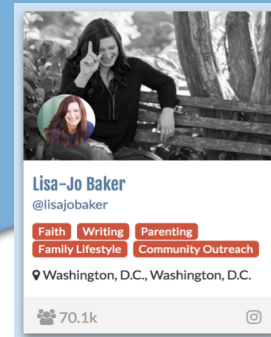 Lisa-Jo Baker
@lisajobaker
Faith Writing Parenting
Family Lifestyle Community Outreach
Washington, D.C., Washington, D.C.
70.1k